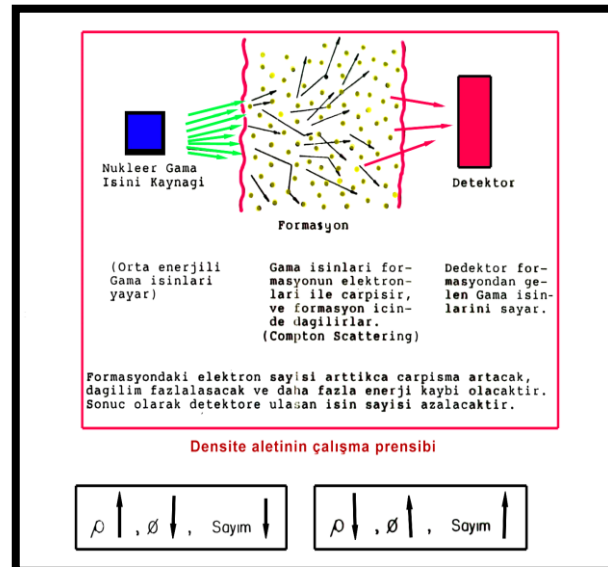 Nukleer Gama
Isini Kaynagi
Detektor
Formasyon
(Orta enerjili
Gama isinlari
yayar)
Gama isinlari for-
masyonun elektron-
lari ile carpisir,
ve formasyon icin-
de dagilirlar.
(Compton Scattering)
Dedektor for-
masyondan ge-
len Gama isin-
larini sayar.
Formasyondaki elektron sayisi arttikca carpisma artacak,
dagilim fazlalasacak ve daha fazla enerji kaybi olacaktir.
Sonuc olarak detektore ulasan isin sayisi azalacaktir.
Densite aletinin çalışma prensibi
ρ ↑ , Ø ↓ , Sayım ↓
ρ ↓ , Ø ↑ , Sayım ↑